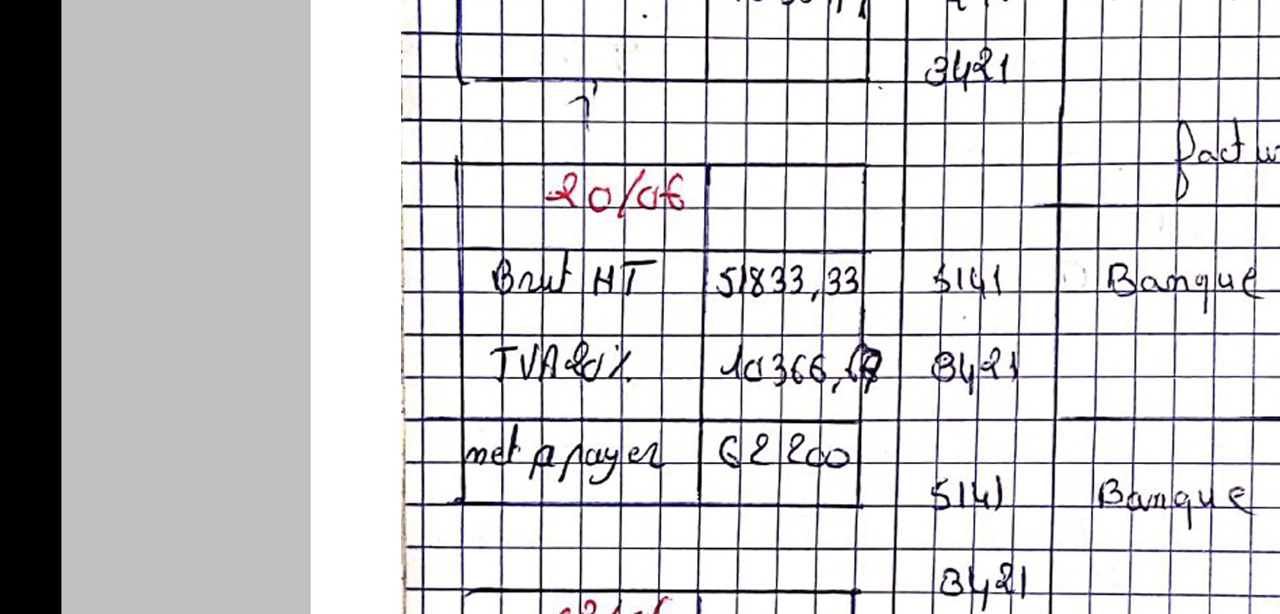 3421
fact
20/06
Brut HT 51833,33 5141 Banque
TVA 20% 10366,67 3421
net à payer 62200
5141 Banque
3421